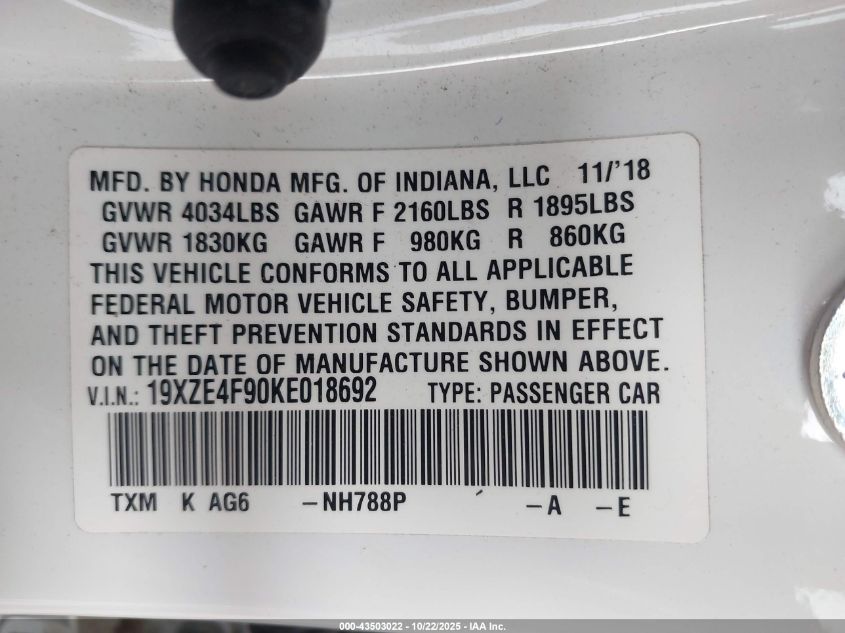 MFD. BY HONDA MFG. OF INDIANA, LLC 11/'18
GVWR 4034LBS GAWR F 2160LBS R 1895LBS
GVWR 1830KG GAWR F 980KG R 860KG
THIS VEHICLE CONFORMS TO ALL APPLICABLE
FEDERAL MOTOR VEHICLE SAFETY, BUMPER,
AND THEFT PREVENTION STANDARDS IN EFFECT
ON THE DATE OF MANUFACTURE SHOWN ABOVE.
V.I.N.: 19XZE4F90KE018692 TYPE: PASSENGER CAR
TXM K AG6 -NH788P -A -E
000-43503022 - 10/22/2025 - IAA Inc.